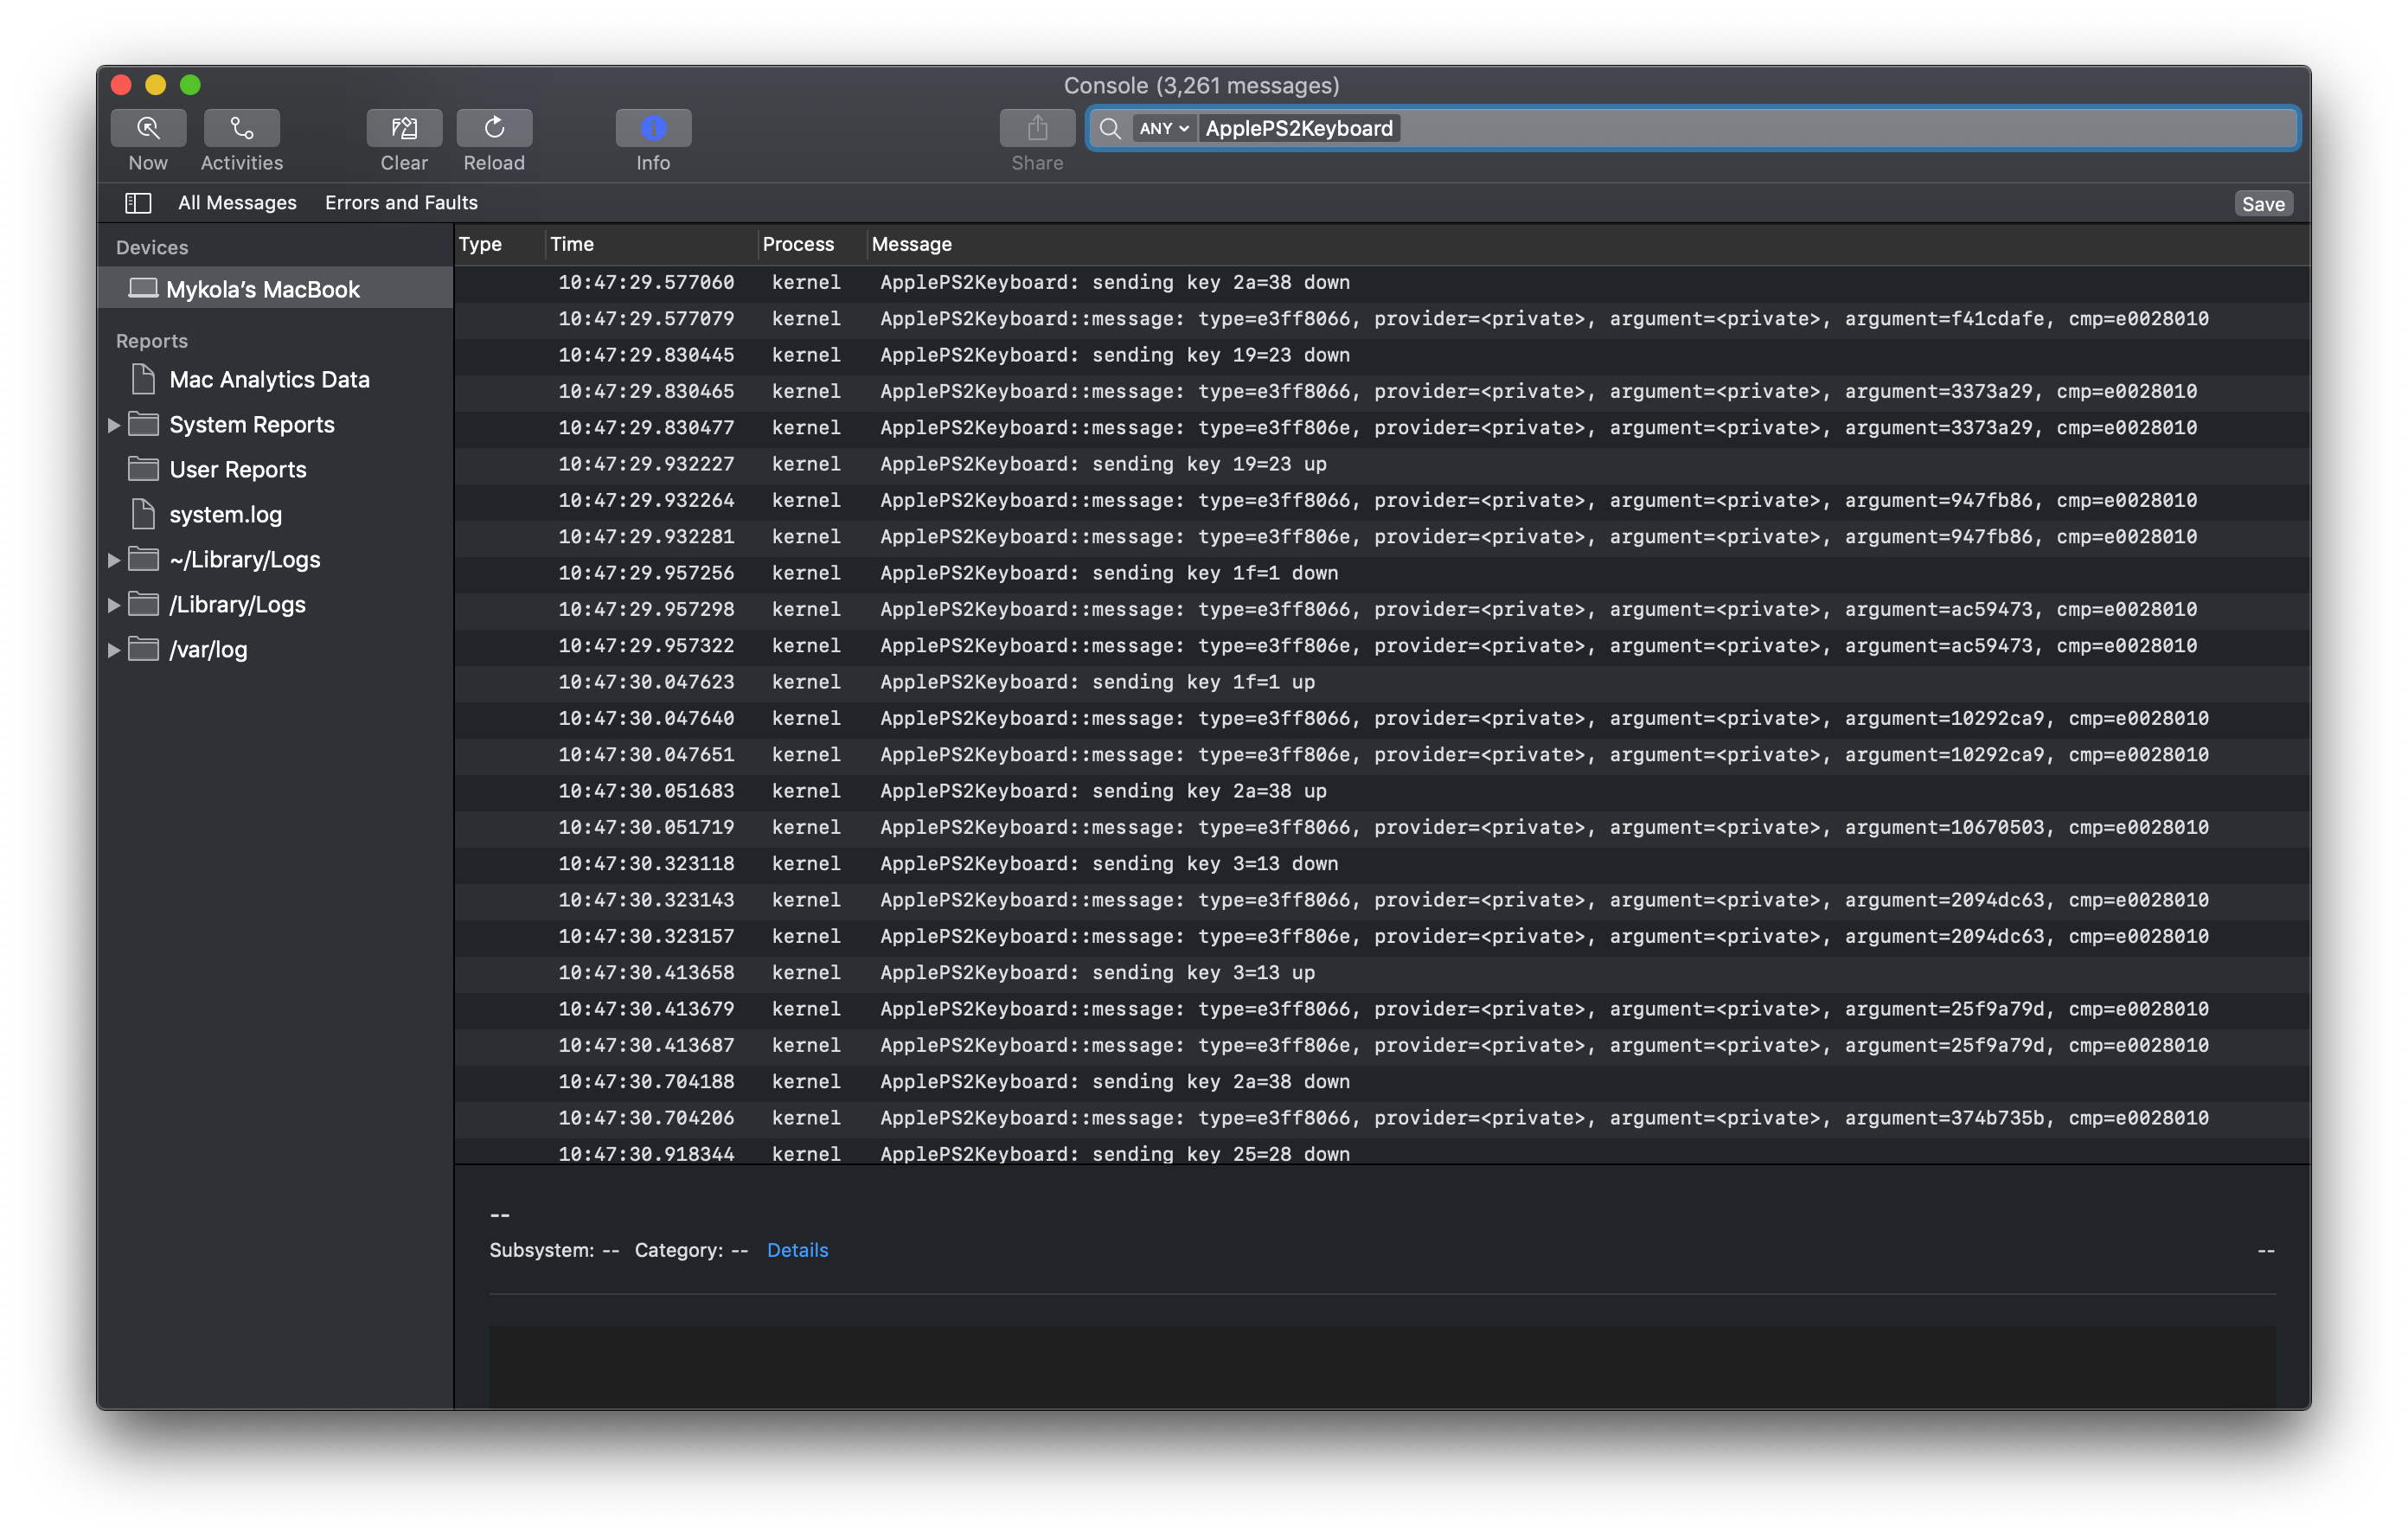 Console (3,261 messages)
Now Activities Clear Reload Info Share ANY ApplePS2Keyboard
All Messages Errors and Faults Save
Devices
Mykola’s MacBook
Reports
Mac Analytics Data
System Reports
User Reports
system.log
~/Library/Logs
/Library/Logs
/var/log
Type Time Process Message
10:47:29.577060 kernel ApplePS2Keyboard: sending key 2a=38 down
10:47:29.577079 kernel ApplePS2Keyboard::message: type=e3ff8066, provider=<private>, argument=<private>, argument=f41cdafe, cmp=e0028010
10:47:29.830445 kernel ApplePS2Keyboard: sending key 19=23 down
10:47:29.830465 kernel ApplePS2Keyboard::message: type=e3ff8066, provider=<private>, argument=<private>, argument=3373a29, cmp=e0028010
10:47:29.830477 kernel ApplePS2Keyboard::message: type=e3ff806e, provider=<private>, argument=<private>, argument=3373a29, cmp=e0028010
10:47:29.932227 kernel ApplePS2Keyboard: sending key 19=23 up
10:47:29.932264 kernel ApplePS2Keyboard::message: type=e3ff8066, provider=<private>, argument=<private>, argument=947fb86, cmp=e0028010
10:47:29.932281 kernel ApplePS2Keyboard::message: type=e3ff806e, provider=<private>, argument=<private>, argument=947fb86, cmp=e0028010
10:47:29.957256 kernel ApplePS2Keyboard: sending key 1f=1 down
10:47:29.957298 kernel ApplePS2Keyboard::message: type=e3ff8066, provider=<private>, argument=<private>, argument=ac59473, cmp=e0028010
10:47:29.957322 kernel ApplePS2Keyboard::message: type=e3ff806e, provider=<private>, argument=<private>, argument=ac59473, cmp=e0028010
10:47:30.047623 kernel ApplePS2Keyboard: sending key 1f=1 up
10:47:30.047640 kernel ApplePS2Keyboard::message: type=e3ff8066, provider=<private>, argument=<private>, argument=10292ca9, cmp=e0028010
10:47:30.047651 kernel ApplePS2Keyboard::message: type=e3ff806e, provider=<private>, argument=<private>, argument=10292ca9, cmp=e0028010
10:47:30.051683 kernel ApplePS2Keyboard: sending key 2a=38 up
10:47:30.051719 kernel ApplePS2Keyboard::message: type=e3ff8066, provider=<private>, argument=<private>, argument=10670503, cmp=e0028010
10:47:30.323118 kernel ApplePS2Keyboard: sending key 3=13 down
10:47:30.323143 kernel ApplePS2Keyboard::message: type=e3ff8066, provider=<private>, argument=<private>, argument=2094dc63, cmp=e0028010
10:47:30.323157 kernel ApplePS2Keyboard::message: type=e3ff806e, provider=<private>, argument=<private>, argument=2094dc63, cmp=e0028010
10:47:30.413658 kernel ApplePS2Keyboard: sending key 3=13 up
10:47:30.413679 kernel ApplePS2Keyboard::message: type=e3ff8066, provider=<private>, argument=<private>, argument=25f9a79d, cmp=e0028010
10:47:30.413687 kernel ApplePS2Keyboard::message: type=e3ff806e, provider=<private>, argument=<private>, argument=25f9a79d, cmp=e0028010
10:47:30.704188 kernel ApplePS2Keyboard: sending key 2a=38 down
10:47:30.704206 kernel ApplePS2Keyboard::message: type=e3ff8066, provider=<private>, argument=<private>, argument=374b735b, cmp=e0028010
10:47:30.918344 kernel ApplePS2Keyboard: sending key 25=28 down
--
Subsystem: -- Category: -- Details --